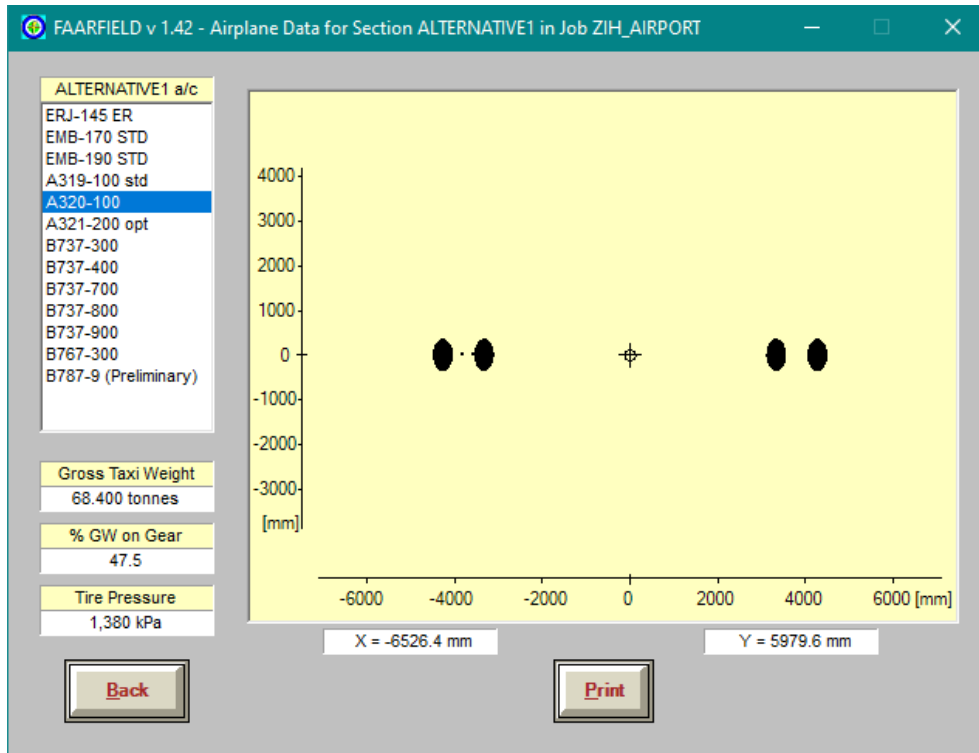 FAARFIELD v 1.42 - Airplane Data for Section ALTERNATIVE1 in Job ZIH_AIRPORT
ALTERNATIVE1 a/c
ERJ-145 ER
EMB-170 STD
EMB-190 STD
A319-100 std
A320-100
A321-200 opt
B737-300
B737-400
B737-700
B737-800
B737-900
B767-300
B787-9 (Preliminary)
Gross Taxi Weight
68.400 tonnes
% GW on Gear
47.5
Tire Pressure
1,380 kPa
4000
3000
2000
1000
0
-1000
-2000
-3000
[mm]
-6000 -4000 -2000 0 2000 4000 6000 [mm]
X = -6526.4 mm
Y = 5979.6 mm
Back
Print